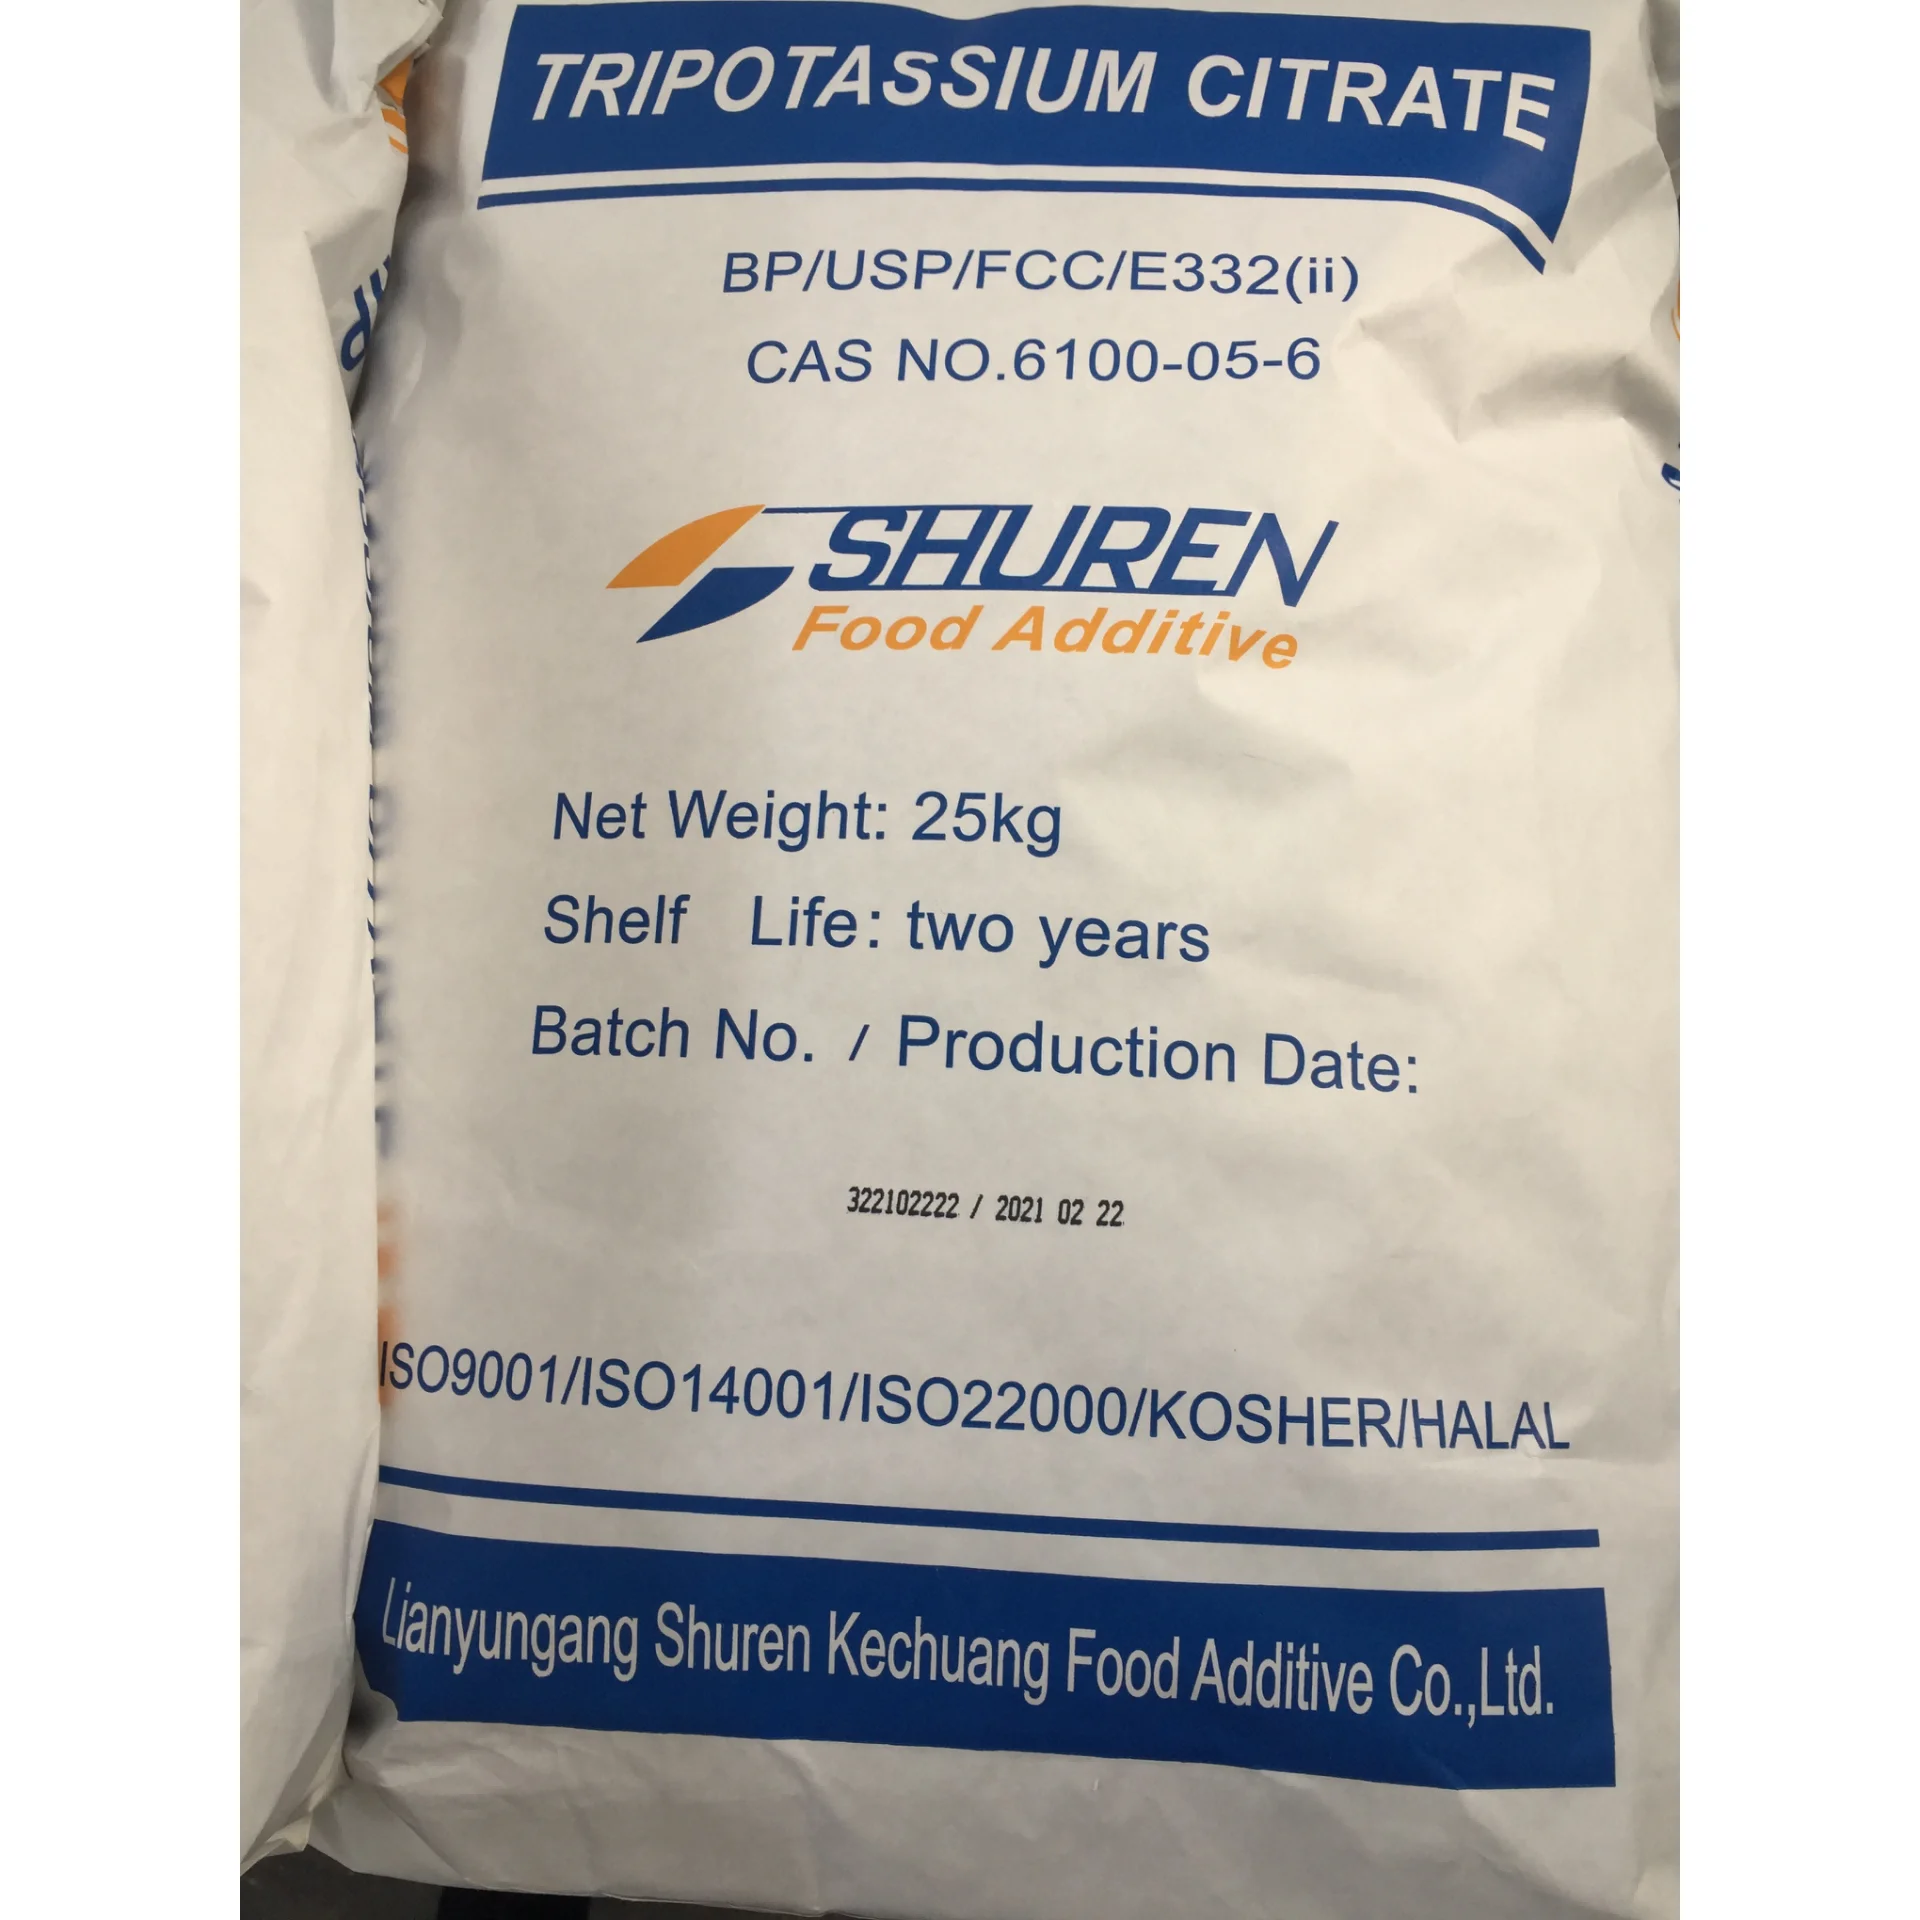 TRIPOTASSIUM CITRATE
BP/USP/FCC/E332(ii)
CAS NO.6100-05-6
SHUREN
Food Additive
Net Weight: 25kg
Shelf Life: two years
Batch No. / Production Date:
322102222 / 2021 02 22
ISO9001/ISO14001/ISO22000/KOSHER/HALAL
Lianyungang Shuren Kechuang Food Additive Co.,Ltd.